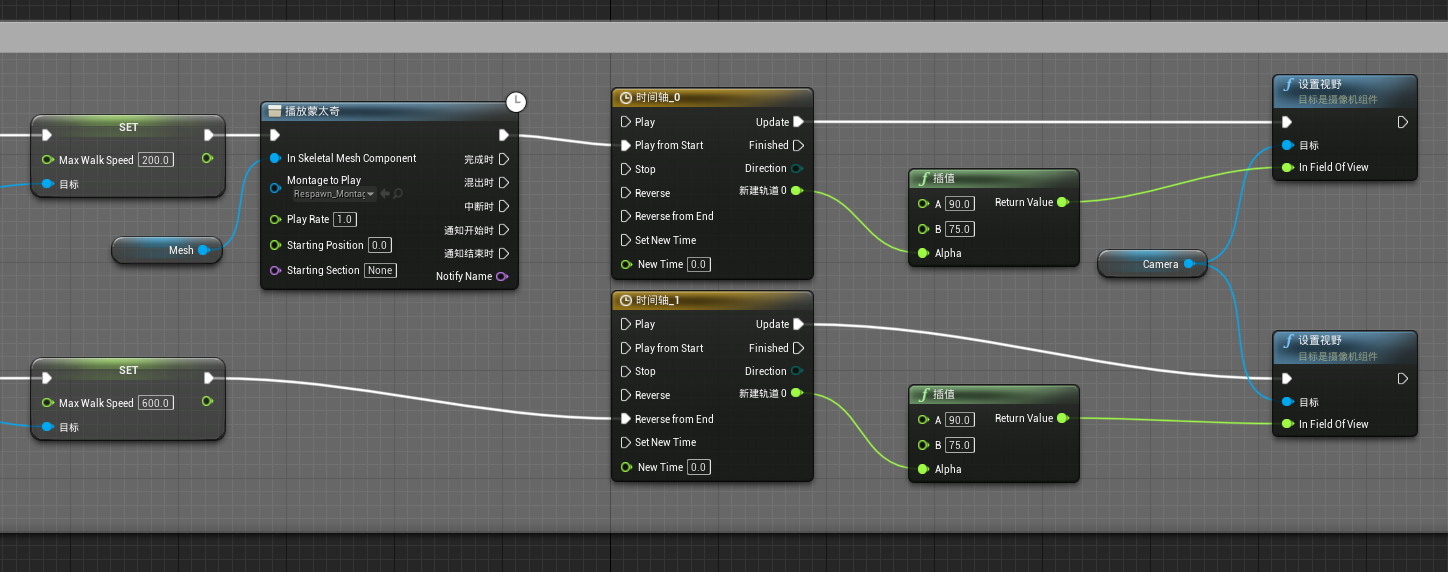 SET
Max Walk Speed 200.0
目标
Mesh
播放蒙太奇
In Skeletal Mesh Component
完成时
Montage to Play
Respawn_Montag
混出时
中断时
Play Rate 1.0
通知开始时
Starting Position 0.0
通知结束时
Starting Section None
Notify Name
时间轴_0
Play
Update
Play from Start
Finished
Stop
Direction
Reverse
新建轨道 0
Reverse from End
Set New Time
New Time 0.0
插值
A 90.0
Return Value
B 75.0
Alpha
设置视野
目标是摄像机组件
目标
In Field Of View
Camera
SET
Max Walk Speed 600.0
目标
时间轴_1
Play
Update
Play from Start
Finished
Stop
Direction
Reverse
新建轨道 0
Reverse from End
Set New Time
New Time 0.0
插值
A 90.0
Return Value
B 75.0
Alpha
设置视野
目标是摄像机组件
目标
In Field Of View